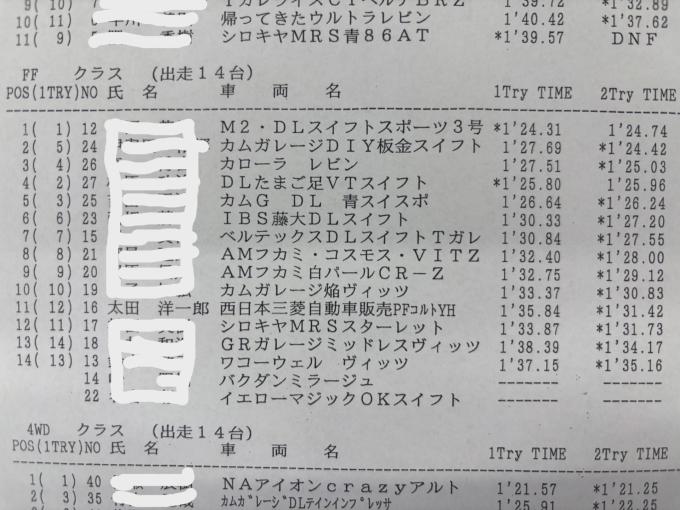 9(10) 7 1'39.72 *1'32.89
10(11) 11 帰ってきたウルトラレビン 1'40.42 *1'37.62
11( 9) シロキヤMRS青86AT *1'39.57 DNF
FF クラス (出走14台)
POS(1TRY)NO 氏 名 車 両 名 1Try TIME 2Try TIME
1( 1) 12 M2・DLスイフトスポーツ3号 *1'24.31 1'24.74
2( 5) 24 カムガレージDIY板金スイフト 1'27.69 *1'24.42
3( 4) 26 カローラ レビン 1'27.51 *1'25.03
4( 2) 27 DLたまご足VTスイフト *1'25.80 1'25.96
5( 3) 25 カムG DL 青スイスポ 1'26.64 *1'26.24
6( 6) 23 IBS藤大DLスイフト 1'30.33 *1'27.20
7( 7) 15 ベルテックスDLスイフトTガレ 1'30.84 *1'27.55
8( 8) 21 AMフカミ・コスモス・VITZ 1'32.40 *1'28.00
9( 9) 20 AMフカミ白パールCR-Z 1'32.75 *1'29.12
10(10) 19 カムガレージ焔ヴィッツ 1'33.37 *1'30.83
11(12) 16 太田 洋一郎 西日本三菱自動車販売PFコルトYH 1'35.84 *1'31.42
12(11) 17 シロキヤMRSスターレット 1'33.87 *1'31.73
13(14) 18 GRガレージミッドレスヴィッツ 1'38.39 *1'34.17
14(13) 13 ワコーウェル ヴィッツ 1'37.15 *1'35.16
14 バクダンミラージュ ------- -------
22 イエローマジックOKスイフト ------- -------
4WD クラス (出走14台)
POS(1TRY)NO 氏 名 車 両 名 1Try TIME 2Try TIME
1( 1) 40 NAアイオンcrazyアルト 1'21.57 *1'21.25
2( 3) 35 カムガレージDLテインインプレッサ 1'25.91 *1'22.25